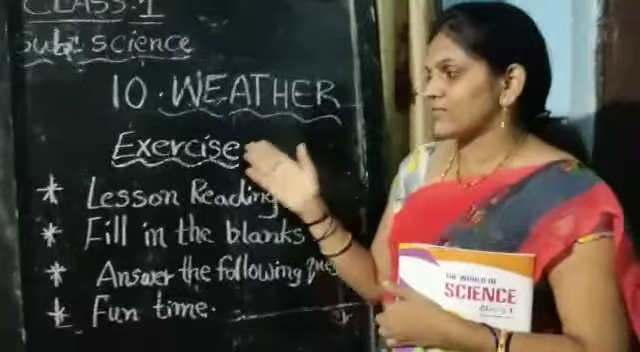 CLASS:1
Sub: science
10. WEATHER
Exercise
* Lesson Reading
* Fill in the blanks
* Answer the following
* Fun time.
THE WORLD OF
SCIENCE